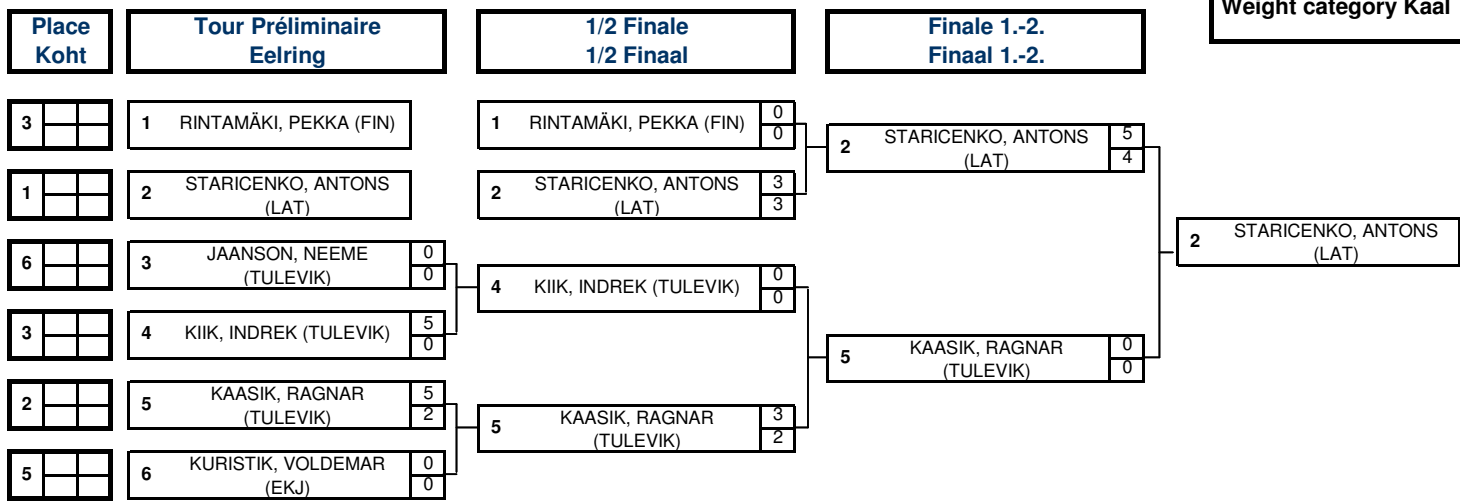 Weight category Kaal
Place
Koht
Tour Préliminaire
Eelring
1/2 Finale
1/2 Finaal
Finale 1.-2.
Finaal 1.-2.
3
1 RINTAMÄKI, PEKKA (FIN)
1
2 STARICENKO, ANTONS
(LAT)
6
3 JAANSON, NEEME
(TULEVIK)
0
0
3
4 KIIK, INDREK (TULEVIK)
5
0
2
5 KAASIK, RAGNAR
(TULEVIK)
5
2
5
6 KURISTIK, VOLDEMAR
(EKJ)
0
0
1 RINTAMÄKI, PEKKA (FIN)
0
0
2 STARICENKO, ANTONS
(LAT)
3
3
4 KIIK, INDREK (TULEVIK)
0
0
5 KAASIK, RAGNAR
(TULEVIK)
3
2
2 STARICENKO, ANTONS
(LAT)
5
4
5 KAASIK, RAGNAR
(TULEVIK)
0
0
2 STARICENKO, ANTONS
(LAT)